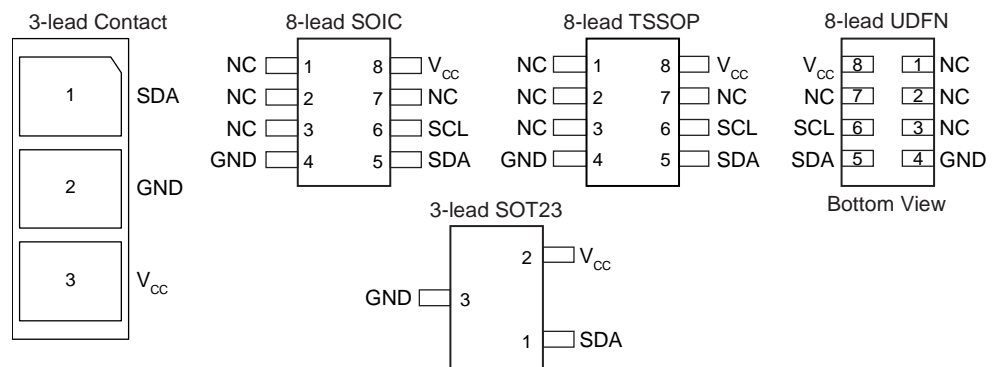 3-lead Contact
1 SDA
2 GND
3 VCC
8-lead SOIC
NC 1 8 VCC
NC 2 7 NC
NC 3 6 SCL
GND 4 5 SDA
8-lead TSSOP
NC 1 8 VCC
NC 2 7 NC
NC 3 6 SCL
GND 4 5 SDA
8-lead UDFN
VCC 8 1 NC
NC 7 2 NC
SCL 6 3 NC
SDA 5 4 GND
Bottom View
3-lead SOT23
2 VCC
GND 3
1 SDA